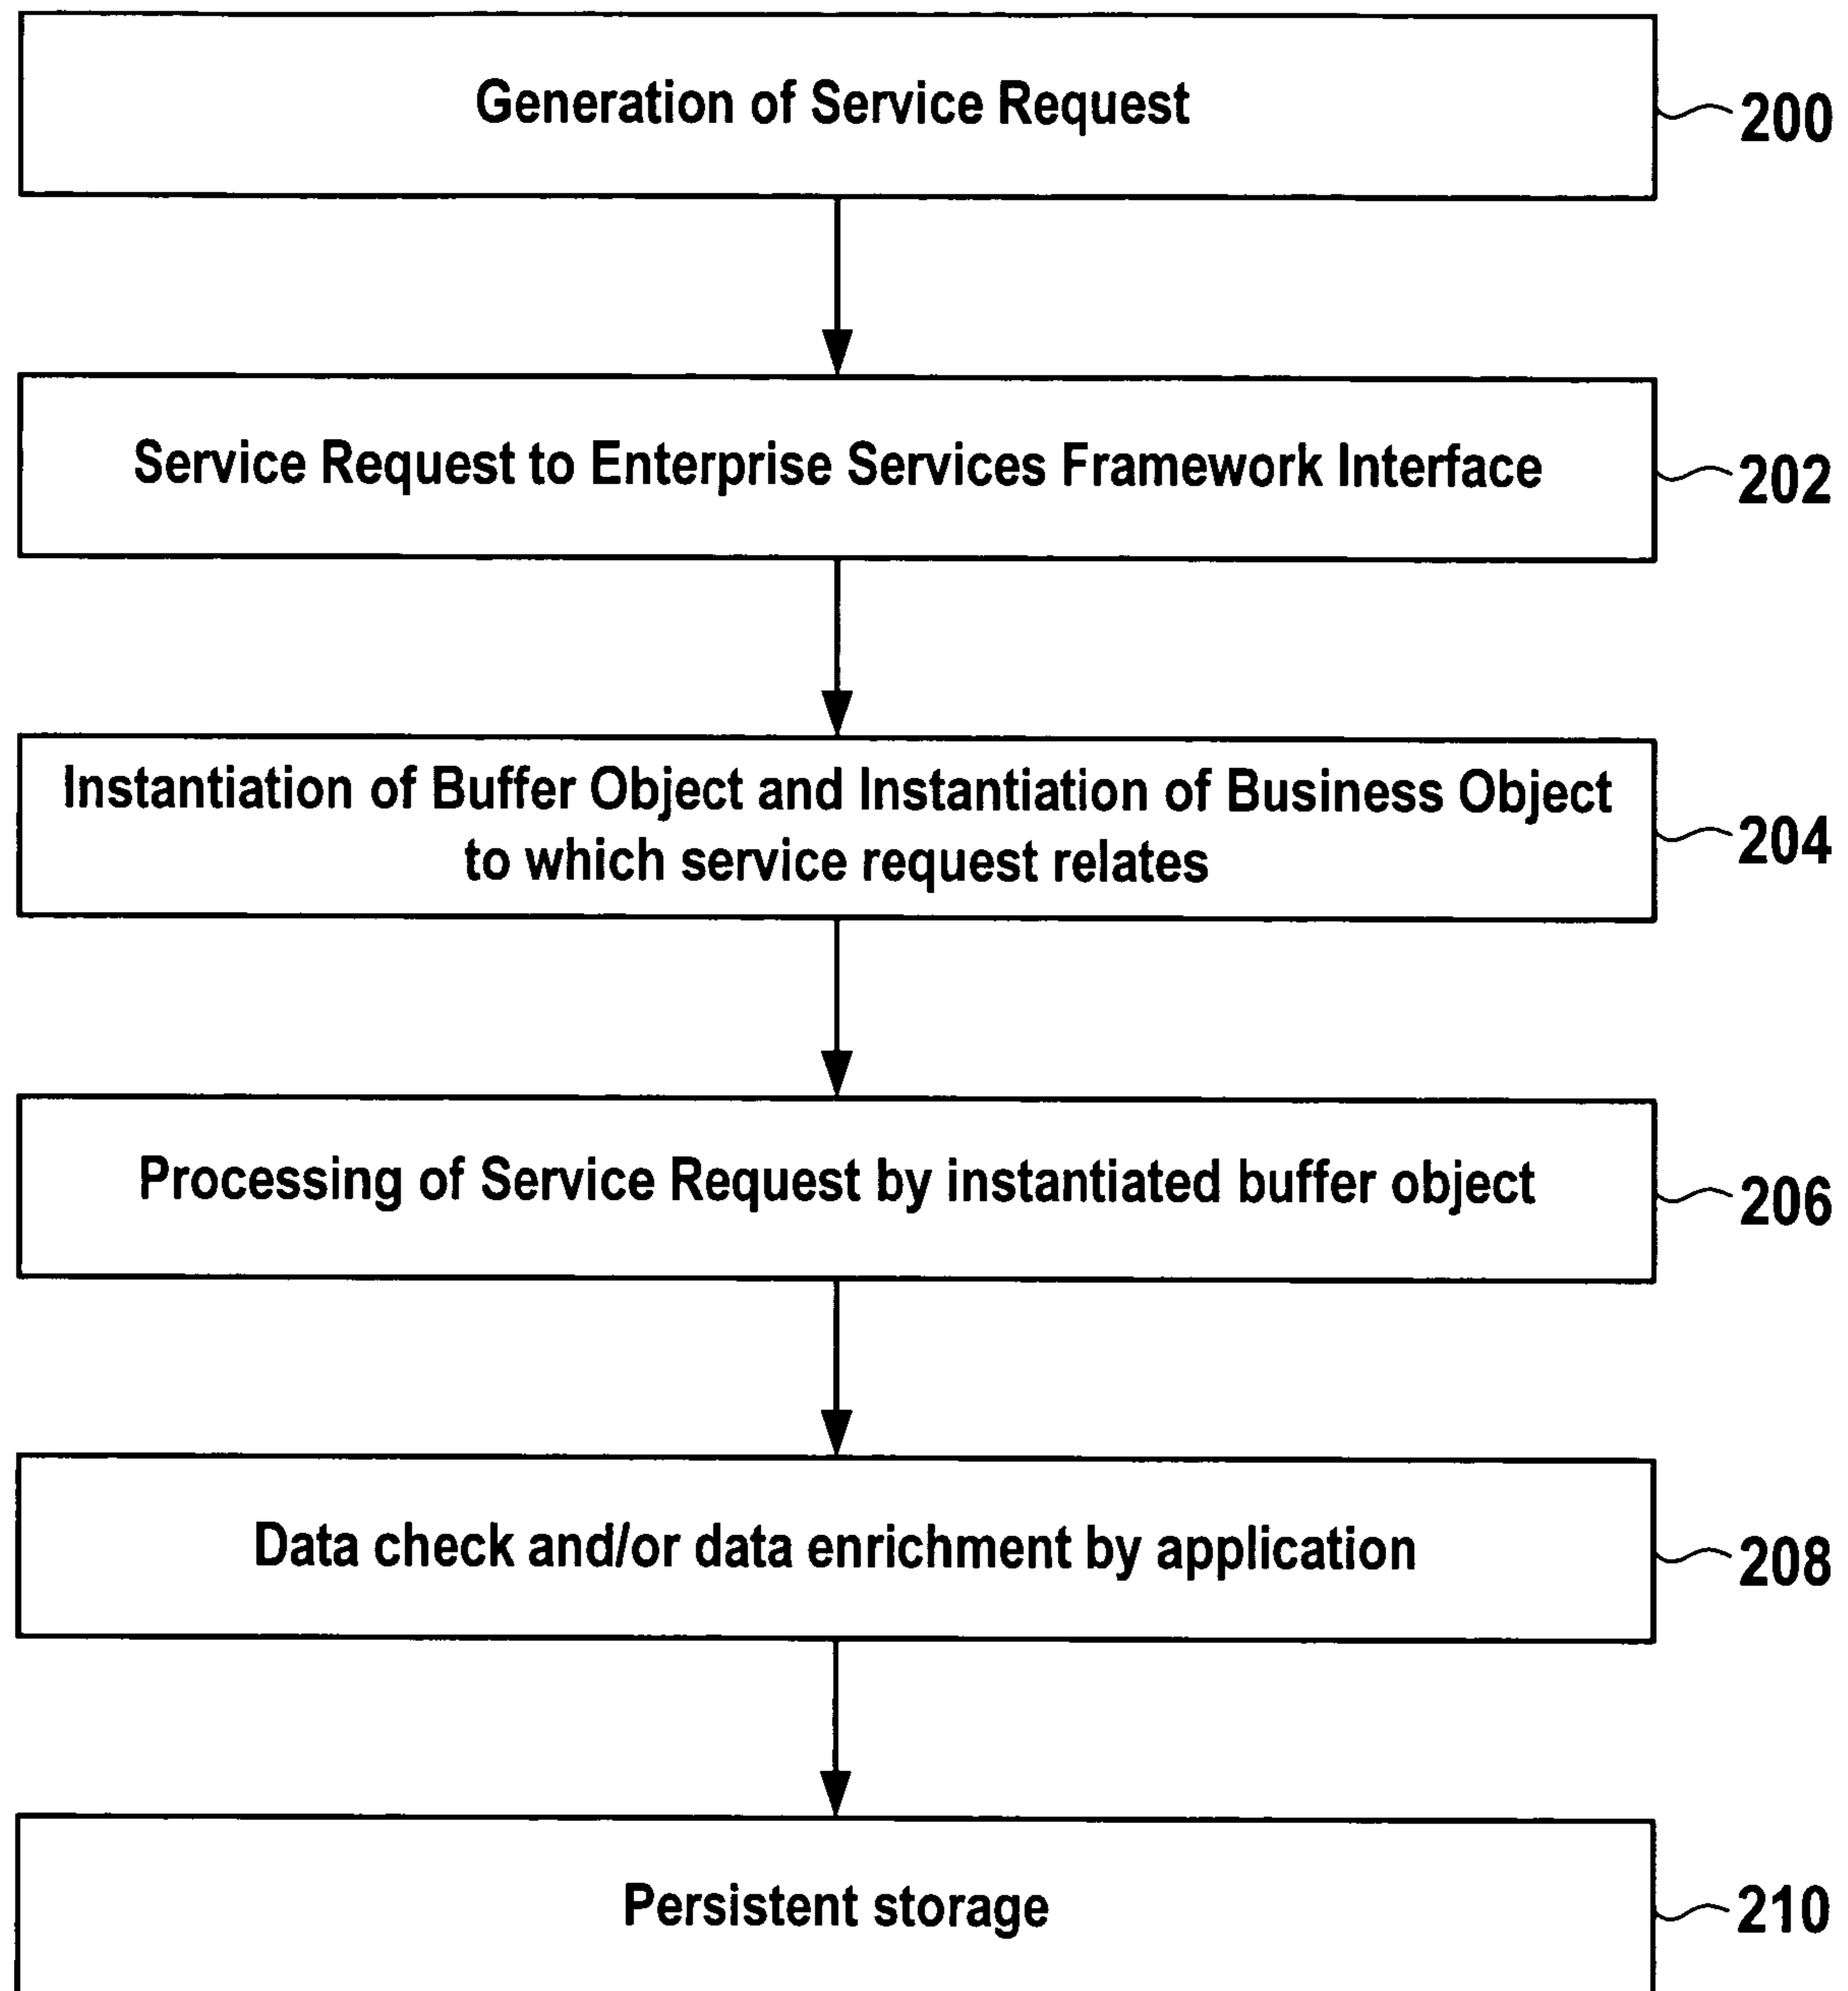 Generation of Service Request
200
Service Request to Enterprise Services Framework Interface
202
Instantiation of Buffer Object and Instantiation of Business Object
to which service request relates
204
Processing of Service Request by instantiated buffer object
206
Data check and/or data enrichment by application
208
Persistent storage
210